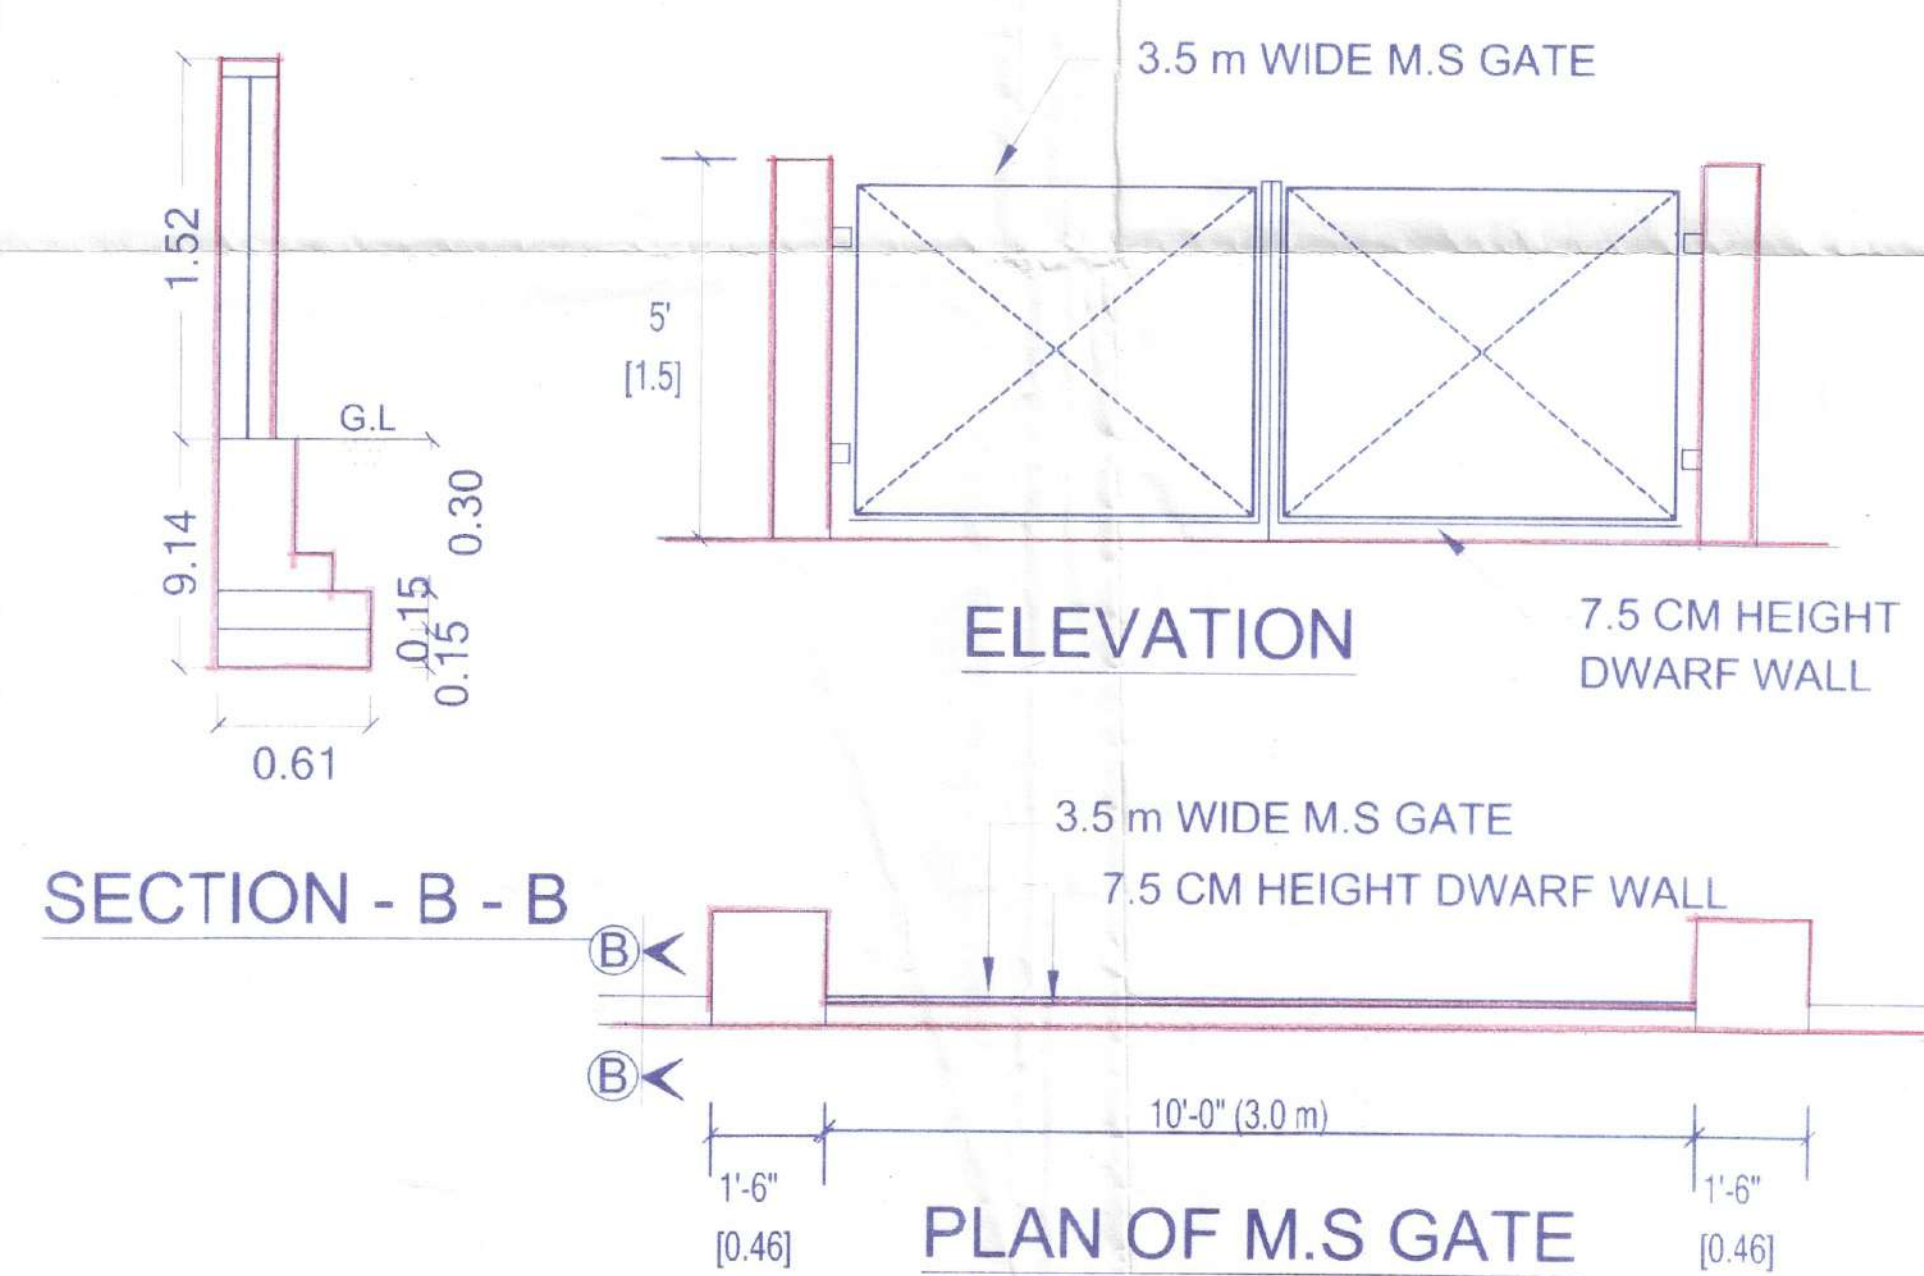 3.5 m WIDE M.S GATE
1.52
5'
[1.5]
G.L
9.14
0.30
0.15
0.15
0.61
ELEVATION
7.5 CM HEIGHT
DWARF WALL
SECTION - B - B
3.5 m WIDE M.S GATE
7.5 CM HEIGHT DWARF WALL
B
B
10'-0" (3.0 m)
1'-6"
[0.46]
1'-6"
[0.46]
PLAN OF M.S GATE